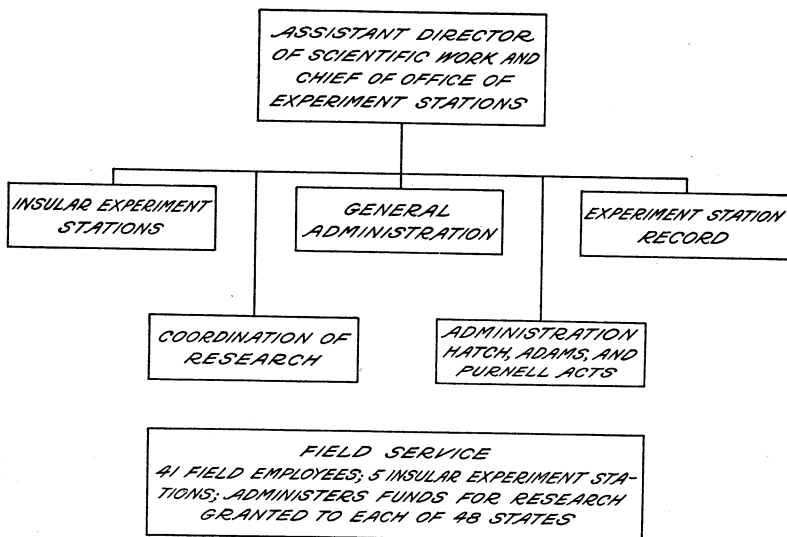 ASSISTANT DIRECTOR
OF SCIENTIFIC WORK AND
CHIEF OF OFFICE OF
EXPERIMENT STATIONS
INSULAR EXPERIMENT
STATIONS
GENERAL
ADMINISTRATION
EXPERIMENT STATION
RECORD
COORDINATION OF
RESEARCH
ADMINISTRATION
HATCH, ADAMS, AND
PURNELL ACTS
FIELD SERVICE
41 FIELD EMPLOYEES; 5 INSULAR EXPERIMENT STA-
TIONS; ADMINISTERS FUNDS FOR RESEARCH
GRANTED TO EACH OF 48 STATES